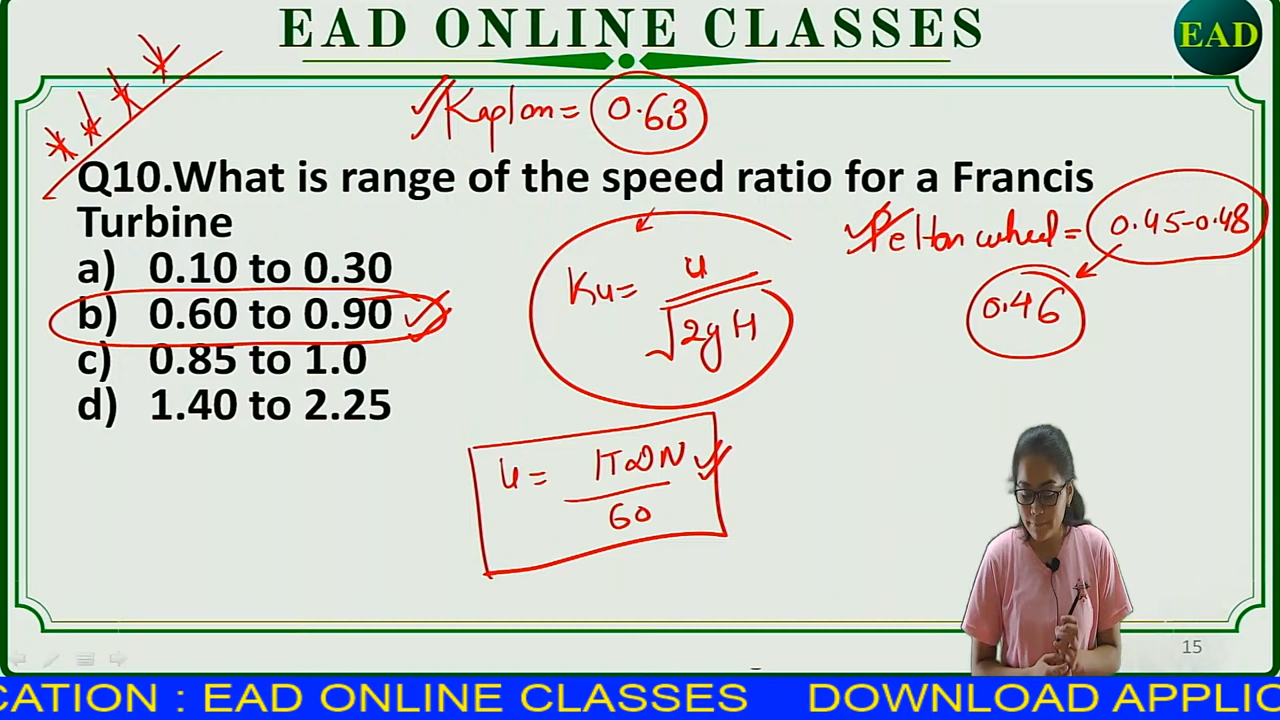 EAD ONLINE CLASSES
EAD
Kaplan = 0.63
Q10.What is range of the speed ratio for a Francis
Turbine
Pelton wheel = 0.45-0.48
0.46
a) 0.10 to 0.30
b) 0.60 to 0.90
c) 0.85 to 1.0
d) 1.40 to 2.25
Ku = u / √2gH
u = πDN / 60
15
CATION : EAD ONLINE CLASSES DOWNLOAD APPLIC